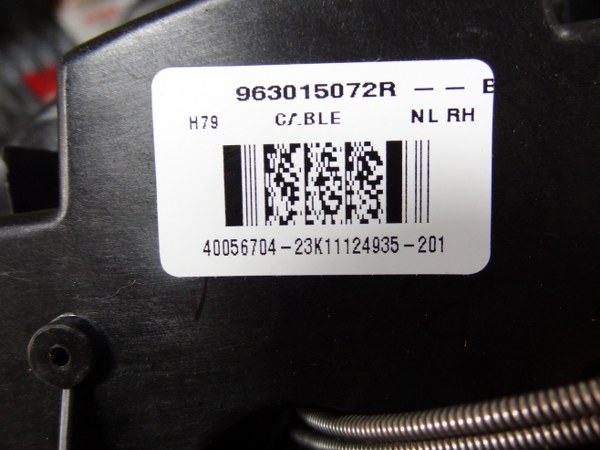 963015072R — — E
H79 CABLE NL RH
40056704-23K11124935-201